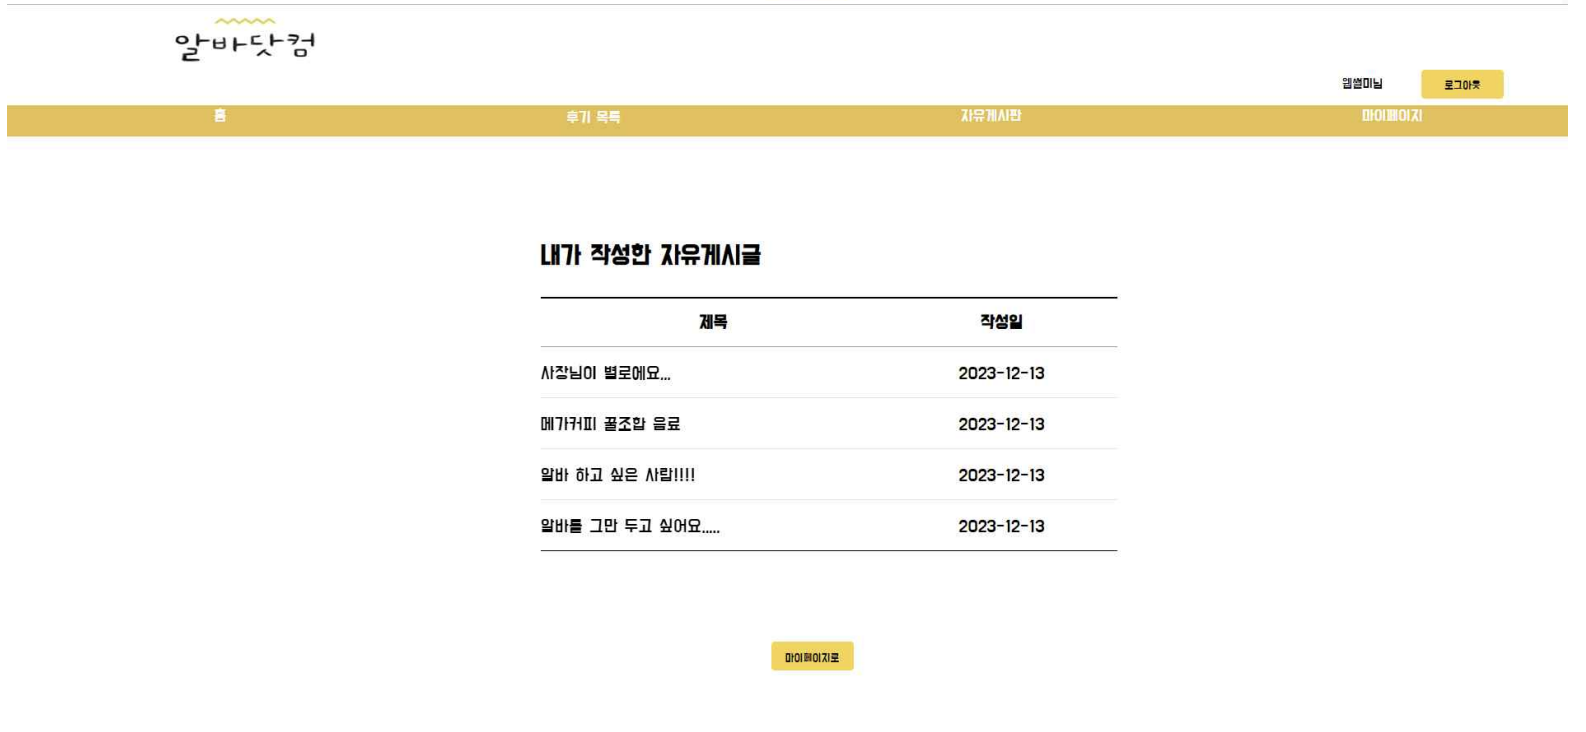 알바닷컴
웹썰미님 로그아웃
홈 후기 목록 자유게시판 마이페이지
내가 작성한 자유게시글
제목 작성일
사장님이 별로에요... 2023-12-13
메가커피 꿀조합 음료 2023-12-13
알바 하고 싶은 사람!!!! 2023-12-13
알바를 그만 두고 싶어요..... 2023-12-13
마이페이지로